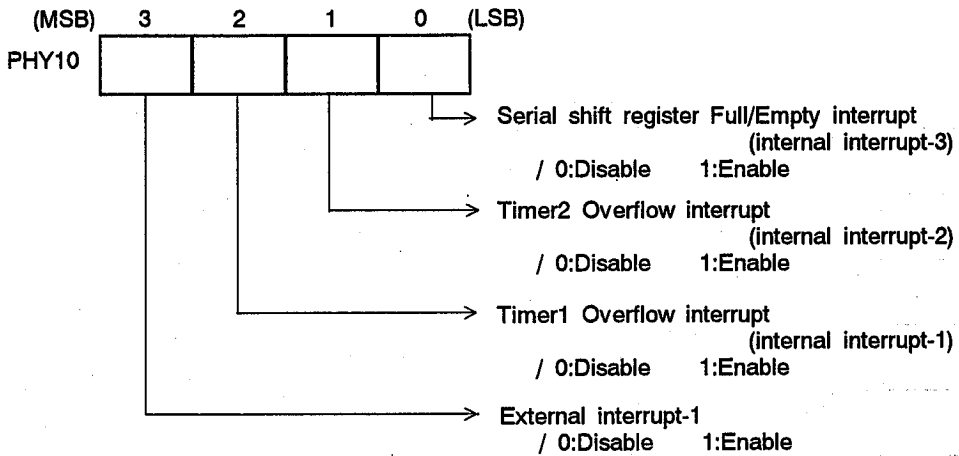 (MSB) 3 2 1 0 (LSB)
PHY10
Serial shift register Full/Empty interrupt
(internal interrupt-3)
/ 0:Disable 1:Enable
Timer2 Overflow interrupt
(internal interrupt-2)
/ 0:Disable 1:Enable
Timer1 Overflow interrupt
(internal interrupt-1)
/ 0:Disable 1:Enable
External interrupt-1
/ 0:Disable 1:Enable